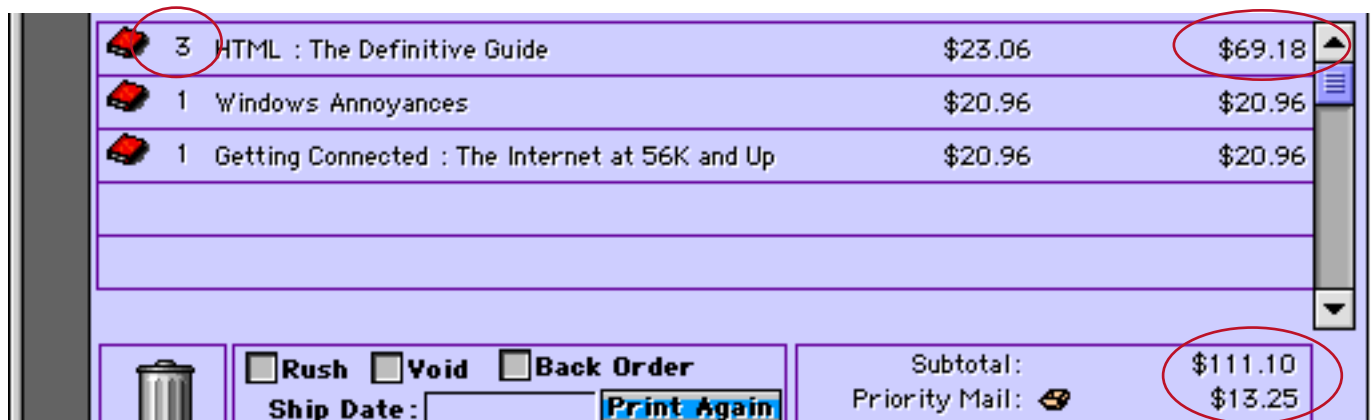 3 HTML : The Definitive Guide $23.06 $69.18
1 Windows Annoyances $20.96 $20.96
1 Getting Connected : The Internet at 56K and Up $20.96 $20.96
Rush Void Back Order
Ship Date: Print Again
Subtotal: $111.10
Priority Mail: $13.25